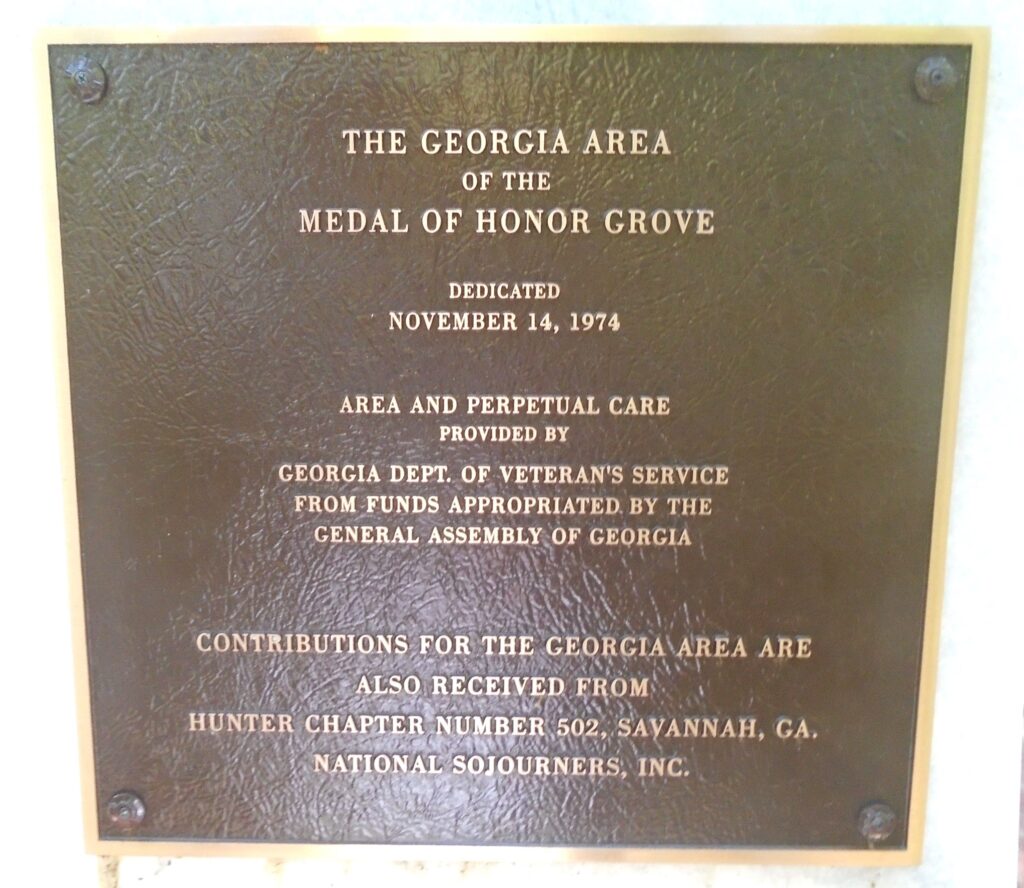 THE GEORGIA AREA
OF THE
MEDAL OF HONOR GROVE
DEDICATED
NOVEMBER 14, 1974
AREA AND PERPETUAL CARE
PROVIDED BY
GEORGIA DEPT. OF VETERAN'S SERVICE
FROM FUNDS APPROPRIATED BY THE
GENERAL ASSEMBLY OF GEORGIA
CONTRIBUTIONS FOR THE GEORGIA AREA ARE
ALSO RECEIVED FROM
HUNTER CHAPTER NUMBER 502, SAVANNAH, GA.
NATIONAL SOJOURNERS, INC.